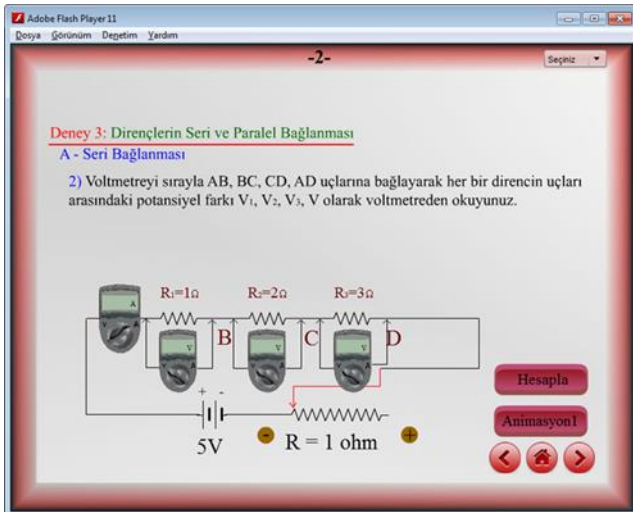 Adobe Flash Player 11
Dosya Görünüm Denetim Yardım
-2-
Seçiniz
Deney 3: Dirençlerin Seri ve Paralel Bağlanması
A - Seri Bağlanması
2) Voltmetreyi sırayla AB, BC, CD, AD uçlarına bağlayarak her bir direncin uçları
arasındaki potansiyel farkı V₁, V₂, V₃, V olarak voltmetreden okuyunuz.
R₁=1Ω R₂=2Ω R₃=3Ω
A
V A
B C D
V V V
V A V A V A
+ -
5V
- R = 1 ohm +
Hesapla
Animasyon1